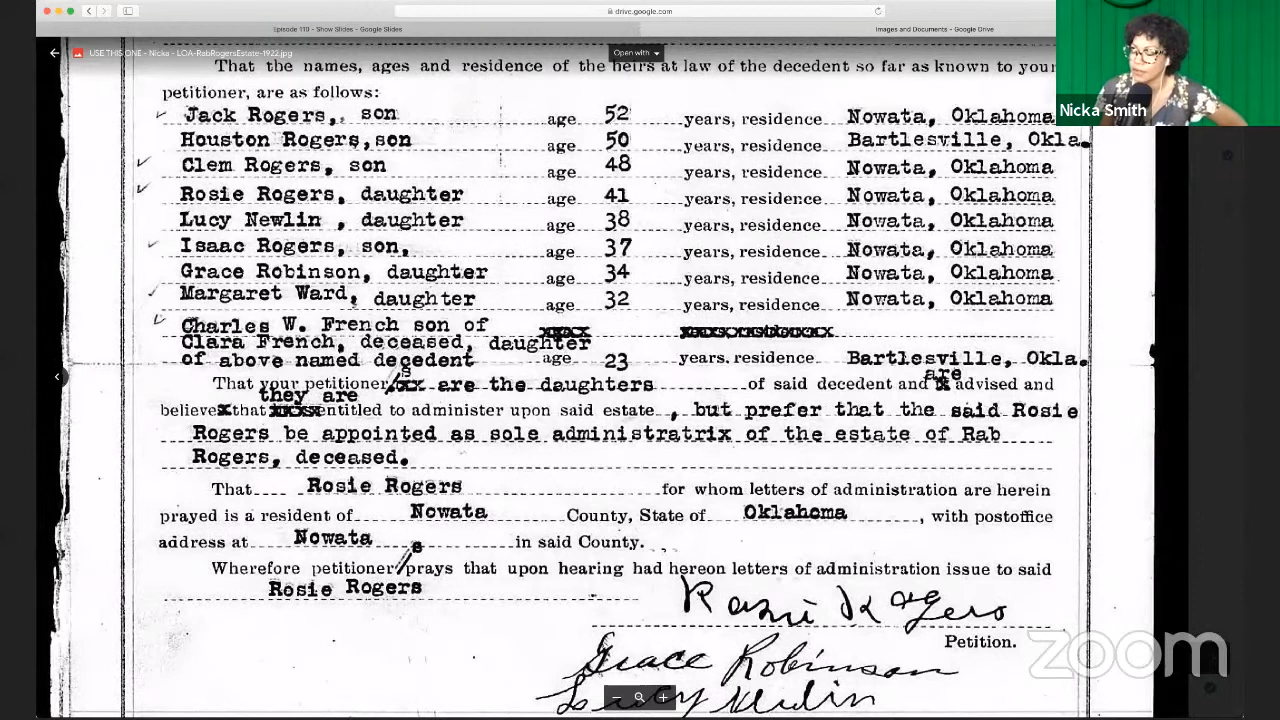 drive.google.com
Episode 110 - Show Slides - Google Slides
Images and Documents - Google Drive
USE THIS ONE - Nicka - LOA-RabRogersEstate-1922.jpg
Open with
Nicka Smith
That the names, ages and residence of the heirs at law of the decedent so far as known to your
petitioner, are as follows:
Jack Rogers, son age 52 years, residence Nowata, Oklahoma
Houston Rogers, son age 50 years, residence Bartlesville, Okla.
Clem Rogers, son age 48 years, residence Nowata, Oklahoma
Rosie Rogers, daughter age 41 years, residence Nowata, Oklahoma
Lucy Newlin , daughter age 38 years, residence Nowata, Oklahoma
Isaac Rogers, son, age 37 years, residence Nowata, Oklahoma
Grace Robinson, daughter age 34 years, residence Nowata, Oklahoma
Margaret Ward, daughter age 32 years, residence Nowata, Oklahoma
Charles W. French son of
Clara French, deceased, daughter
of above named decedent age 23 years, residence Bartlesville, Okla.
That your petitioner/s are the daughters of said decedent and are advised and
believe that they are entitled to administer upon said estate , but prefer that the said Rosie
Rogers be appointed as sole administratrix of the estate of Rab
Rogers, deceased.
That Rosie Rogers for whom letters of administration are herein
prayed is a resident of Nowata County, State of Oklahoma , with postoffice
address at Nowata in said County.
Wherefore petitioner/s prays that upon hearing had hereon letters of administration issue to said
Rosie Rogers
Rosie Rogers
Petition.
Grace Robinson
Lucy Newlin
zoom